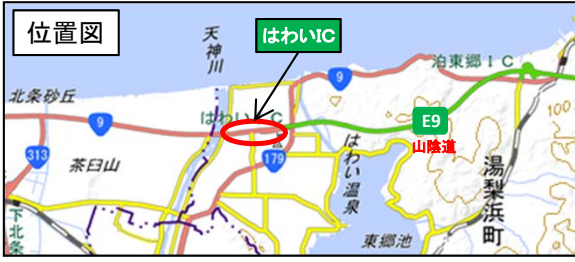 位置図
天神川
はわいIC
9
泊東郷IC
北条砂丘
はわいIC
E9
100
9
山陰道
313
茶臼山
179
はわい温泉
湯梨浜町
下北条
東郷池